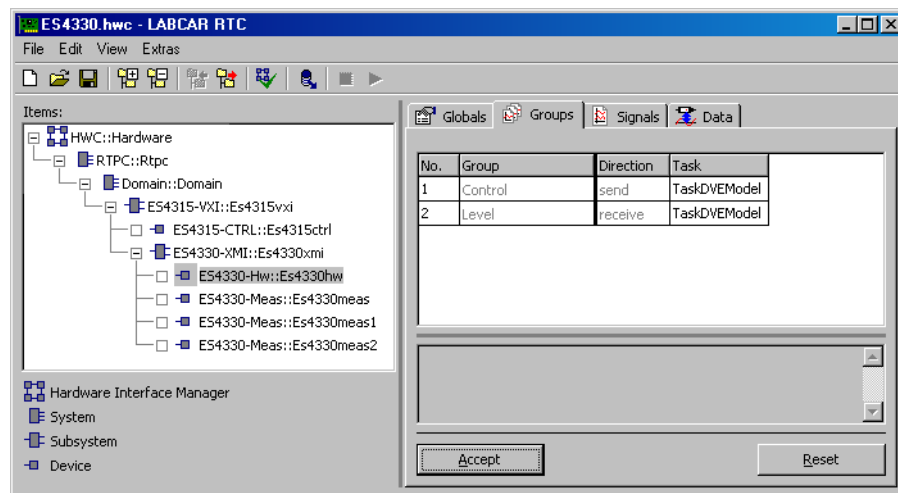 ES4330.hwc - LABCAR RTC
File Edit View Extras
Items:
HWC::Hardware
RTPC::Rtpc
Domain::Domain
ES4315-VXI::Es4315vxi
ES4315-CTRL::Es4315ctrl
ES4330-XMI::Es4330xmi
ES4330-Hw::Es4330hw
ES4330-Meas::Es4330meas
ES4330-Meas::Es4330meas1
ES4330-Meas::Es4330meas2
Hardware Interface Manager
System
Subsystem
Device
Globals Groups Signals Data
No. Group Direction Task
1 Control send TaskDVEModel
2 Level receive TaskDVEModel
Accept Reset